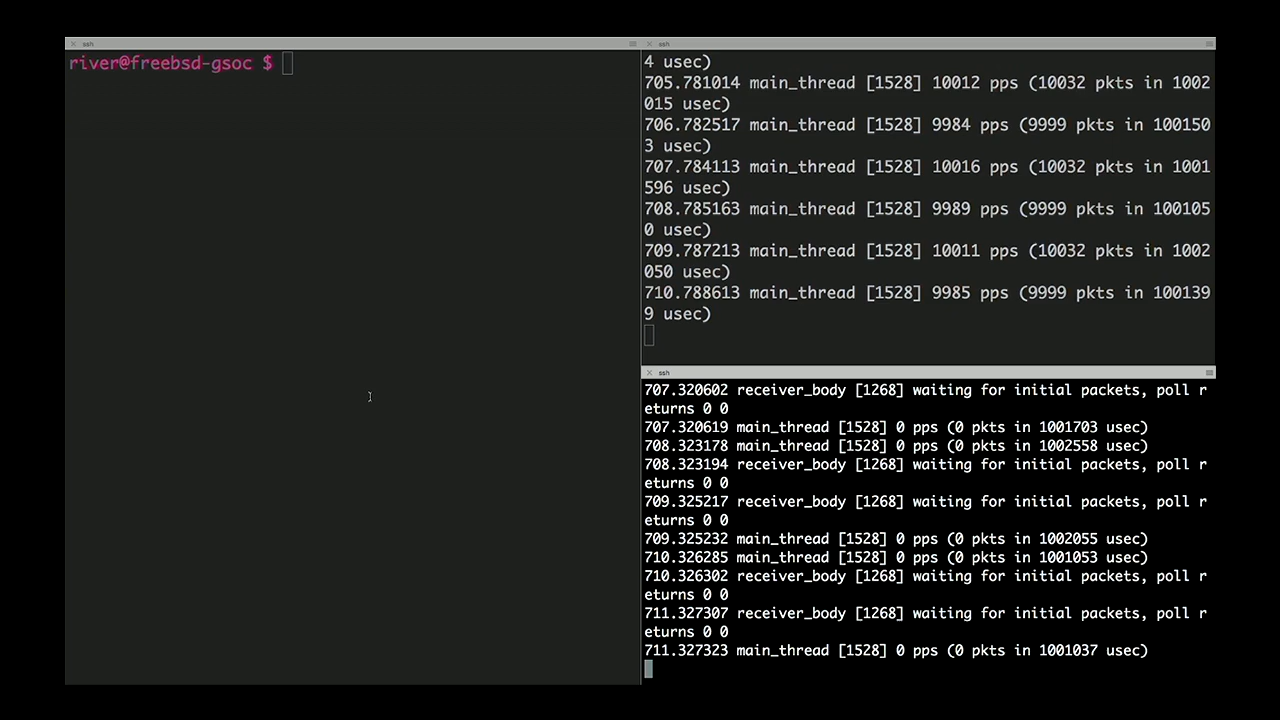 ssh
river@freebsd-gsoc $
ssh
4 usec)
705.781014 main_thread [1528] 10012 pps (10032 pkts in 1002
015 usec)
706.782517 main_thread [1528] 9984 pps (9999 pkts in 100150
3 usec)
707.784113 main_thread [1528] 10016 pps (10032 pkts in 1001
596 usec)
708.785163 main_thread [1528] 9989 pps (9999 pkts in 100105
0 usec)
709.787213 main_thread [1528] 10011 pps (10032 pkts in 1002
050 usec)
710.788613 main_thread [1528] 9985 pps (9999 pkts in 100139
9 usec)
ssh
707.320602 receiver_body [1268] waiting for initial packets, poll r
eturns 0 0
707.320619 main_thread [1528] 0 pps (0 pkts in 1001703 usec)
708.323178 main_thread [1528] 0 pps (0 pkts in 1002558 usec)
708.323194 receiver_body [1268] waiting for initial packets, poll r
eturns 0 0
709.325217 receiver_body [1268] waiting for initial packets, poll r
eturns 0 0
709.325232 main_thread [1528] 0 pps (0 pkts in 1002055 usec)
710.326285 main_thread [1528] 0 pps (0 pkts in 1001053 usec)
710.326302 receiver_body [1268] waiting for initial packets, poll r
eturns 0 0
711.327307 receiver_body [1268] waiting for initial packets, poll r
eturns 0 0
711.327323 main_thread [1528] 0 pps (0 pkts in 1001037 usec)